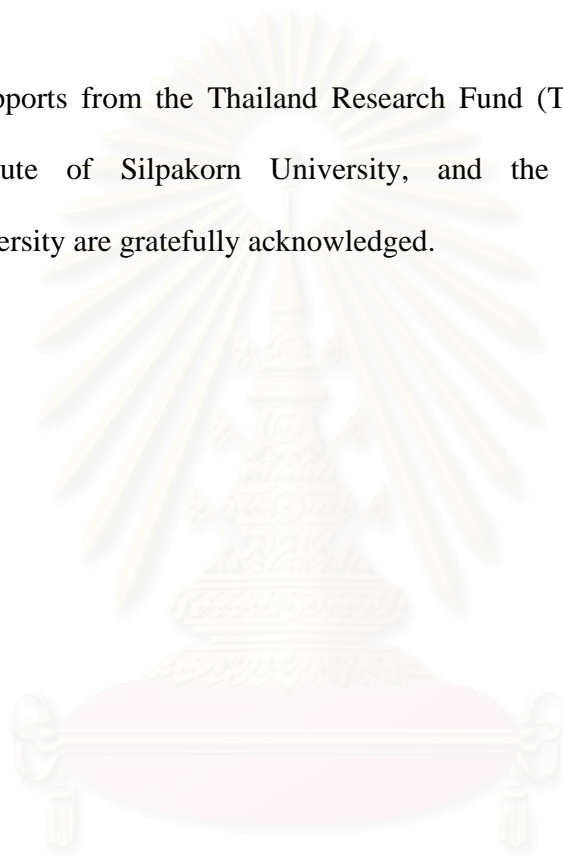 pports from the Thailand Research Fund (T
ute of Silpakorn University, and the
ersity are gratefully acknowledged.